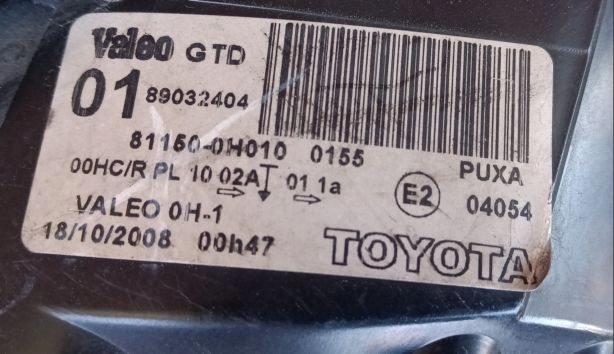 Valeo GTD
01 89032404
81150-0H010 0155 PUXA
00HC/R PL 10 02A 01 1a E2 04054
VALEO 0H-1
18/10/2008 00h47 TOYOTA